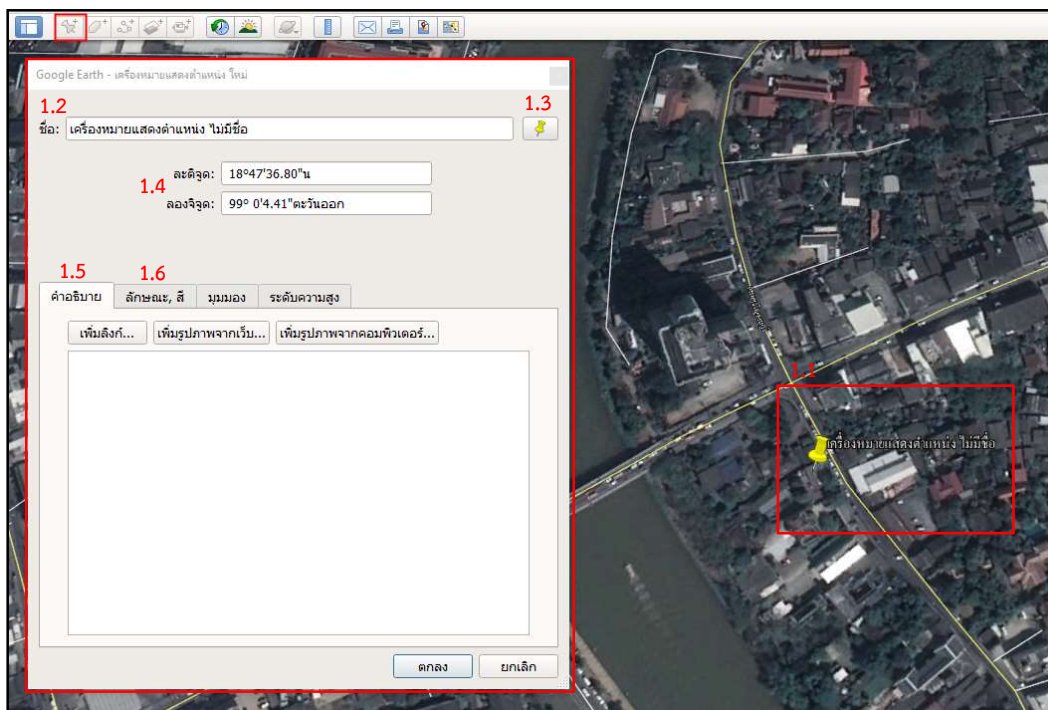 Google Earth - เครื่องหมายแสดงตำแหน่ง ใหม่
1.2
1.3
ชื่อ: เครื่องหมายแสดงตำแหน่ง ไม่มีชื่อ
ละติจูด: 18°47'36.80"น
1.4
ลองจิจูด: 99° 0'4.41"ตะวันออก
1.5 1.6
คำอธิบาย ลักษณะ, สี มุมมอง ระดับความสูง
เพิ่มลิงก์... เพิ่มรูปภาพจากเว็บ... เพิ่มรูปภาพจากคอมพิวเตอร์...
1.1
เครื่องหมายแสดงตำแหน่ง ไม่มีชื่อ
ตกลง ยกเลิก